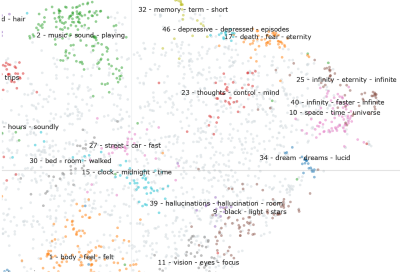 32 - memory - term - short
d - hair
46 - depressive - depressed - episodes
2 - music - sound - playing
17 - death - fear - eternity
trips
25 - infinity - eternity - infinite
23 - thoughts - control - mind
40 - infinity - faster - infinite
10 - space - time - universe
- hours - soundly
27 - street - car - fast
30 - bed - room - walked
34 - dream - dreams - lucid
15 - clock - midnight - time
39 - hallucinations - hallucination - room
9 - black - light - stars
- body - feel - felt
11 - vision - eyes - focus